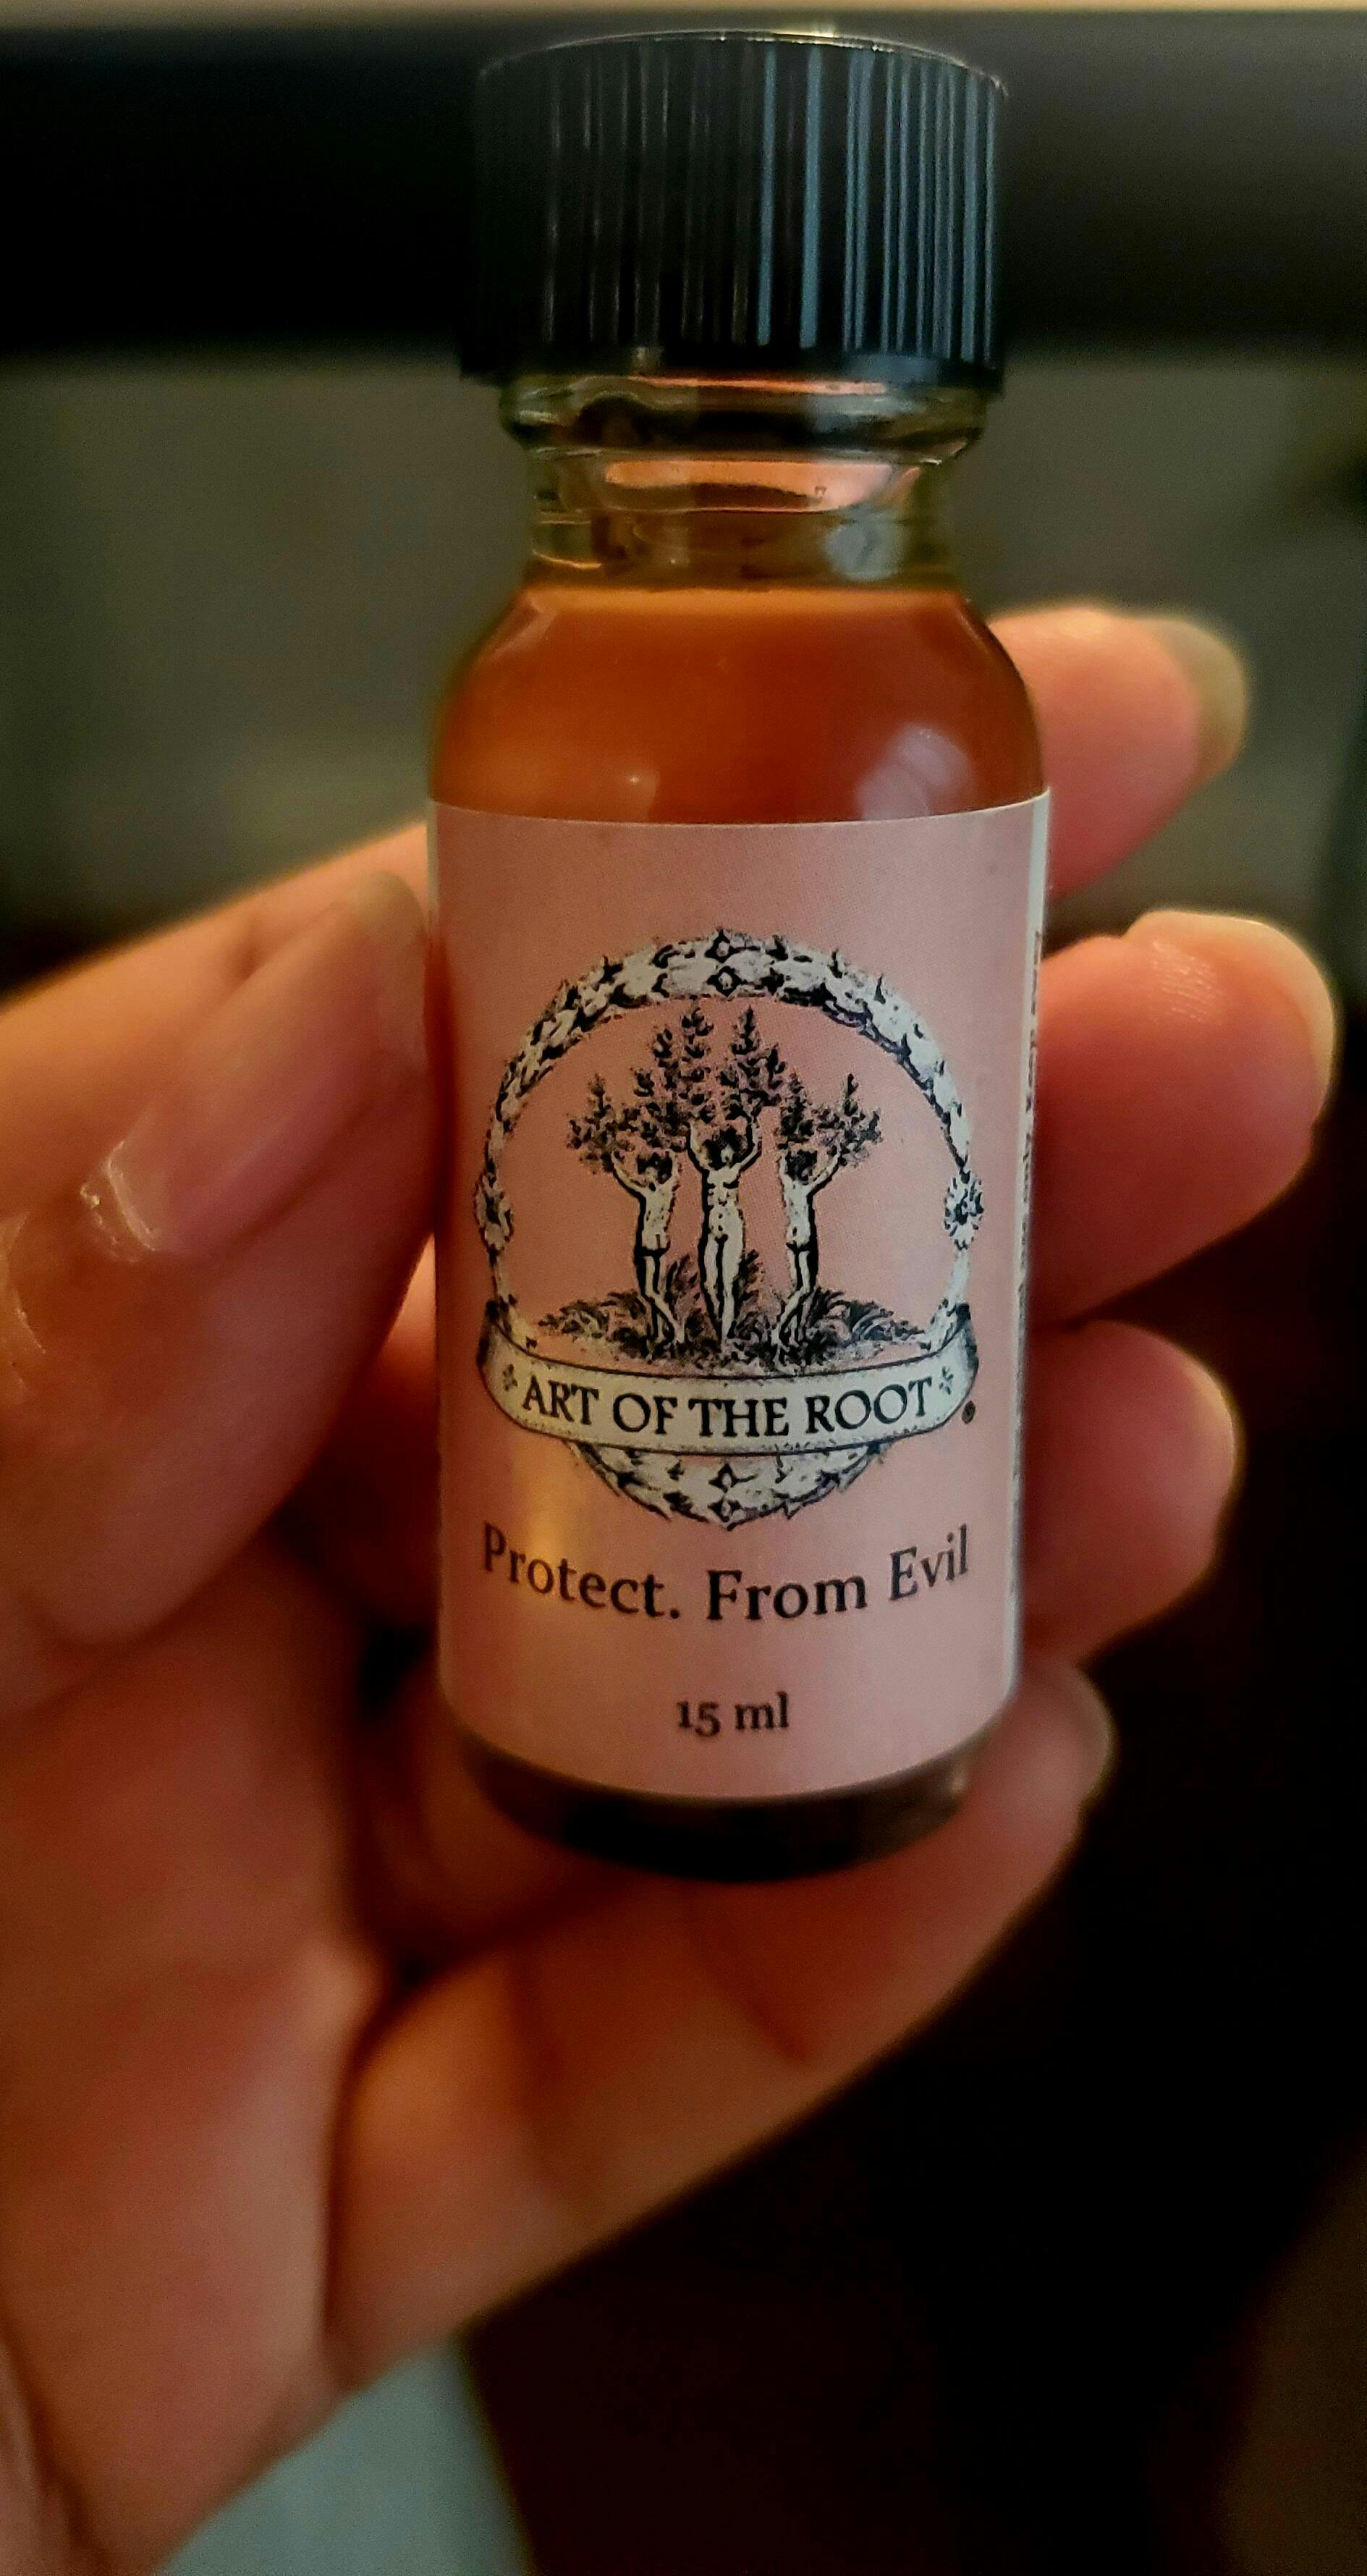 ART OF THE ROOT
Protect. From Evil
15 ml